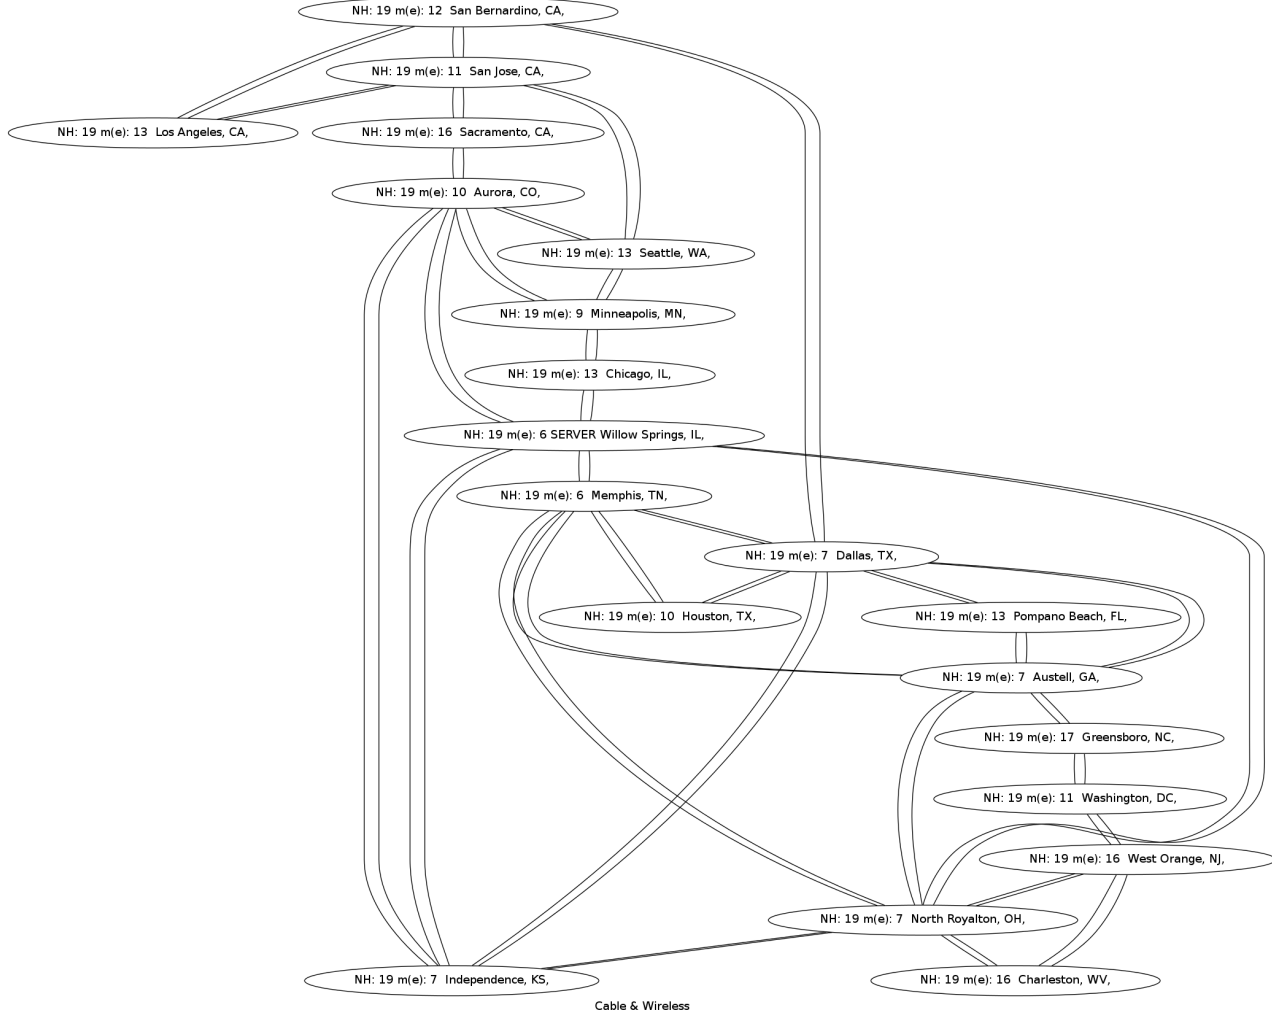 NH: 19 m(e): 12  San Bernardino, CA,
NH: 19 m(e): 11  San Jose, CA,
NH: 19 m(e): 13  Los Angeles, CA,
NH: 19 m(e): 16  Sacramento, CA,
NH: 19 m(e): 10  Aurora, CO,
NH: 19 m(e): 13  Seattle, WA,
NH: 19 m(e): 9  Minneapolis, MN,
NH: 19 m(e): 13  Chicago, IL,
NH: 19 m(e): 6 SERVER Willow Springs, IL,
NH: 19 m(e): 6  Memphis, TN,
NH: 19 m(e): 7  Dallas, TX,
NH: 19 m(e): 10  Houston, TX,
NH: 19 m(e): 13  Pompano Beach, FL,
NH: 19 m(e): 7  Austell, GA,
NH: 19 m(e): 17  Greensboro, NC,
NH: 19 m(e): 11  Washington, DC,
NH: 19 m(e): 16  West Orange, NJ,
NH: 19 m(e): 7  North Royalton, OH,
NH: 19 m(e): 7  Independence, KS,
NH: 19 m(e): 16  Charleston, WV,
Cable & Wireless